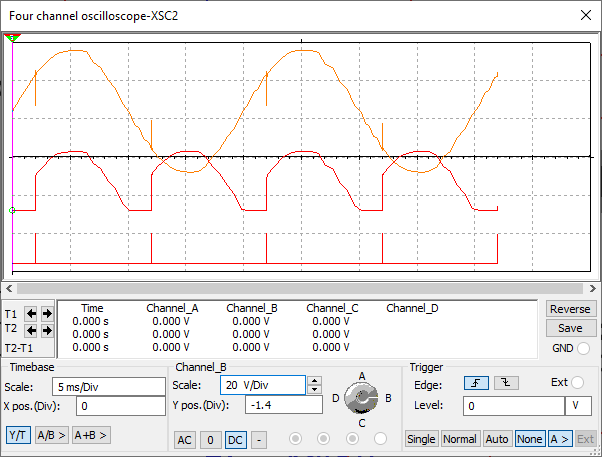 Four channel oscilloscope-XSC2
Time Channel_A Channel_B Channel_C Channel_D
T1 0.000 s 0.000 V 0.000 V 0.000 V
T2 0.000 s 0.000 V 0.000 V 0.000 V
T2-T1 0.000 s 0.000 V 0.000 V 0.000 V
Reverse
Save
GND
Timebase
Scale: 5 ms/Div
X pos.(Div): 0
Y/T A/B > A+B >
Channel_B
Scale: 20 V/Div
Y pos.(Div): -1.4
AC 0 DC -
A
D B
C
Trigger
Edge: Ext
Level: 0 V
Single Normal Auto None A > Ext